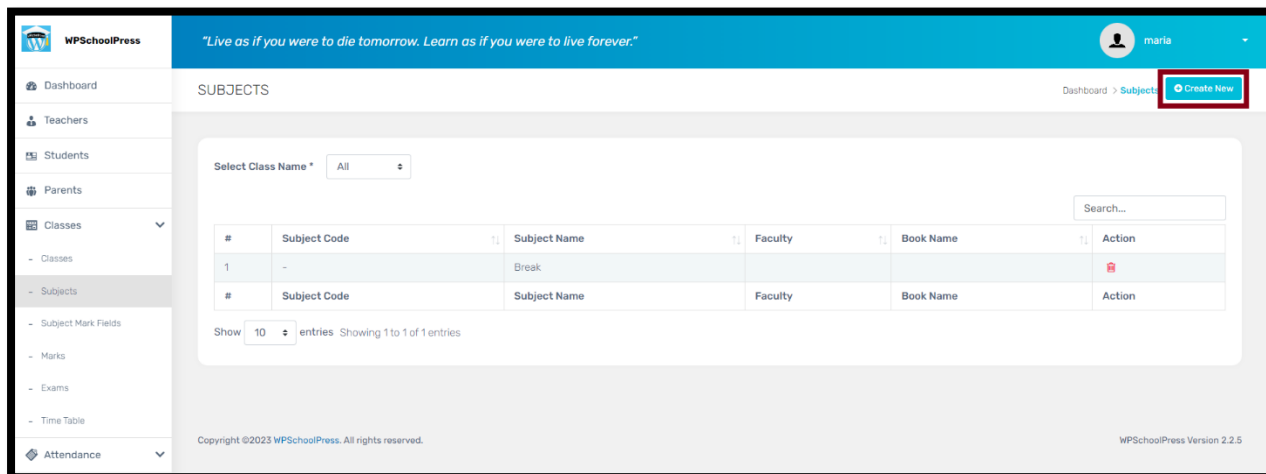 WPSchoolPress
"Live as if you were to die tomorrow. Learn as if you were to live forever."
maria
Dashboard
SUBJECTS
Dashboard > Subjects
Create New
Teachers
Students
Parents
Classes
- Classes
- Subjects
- Subject Mark Fields
- Marks
- Exams
- Time Table
Attendance
Select Class Name * All
Search...
# Subject Code Subject Name Faculty Book Name Action
1 - Break
# Subject Code Subject Name Faculty Book Name Action
Show 10 entries Showing 1 to 1 of 1 entries
Copyright ©2023 WPSchoolPress. All rights reserved.
WPSchoolPress Version 2.2.5